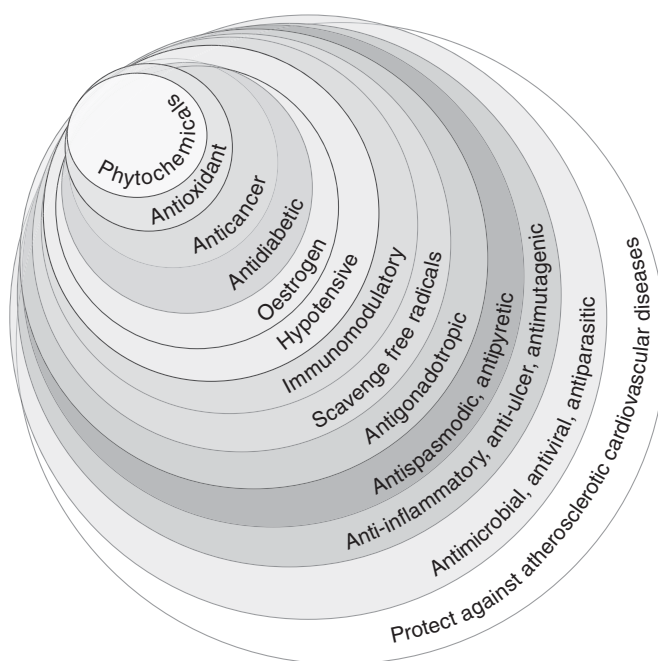 Phytochemicals
Antioxidant
Anticancer
Antidiabetic
Oestrogen
Hypotensive
Immunomodulatory
Scavenge free radicals
Antigonadotropic
Antispasmodic, antipyretic
Anti-inflammatory, anti-ulcer, antimutagenic
Antimicrobial, antiviral, antiparasitic
Protect against atherosclerotic cardiovascular diseases